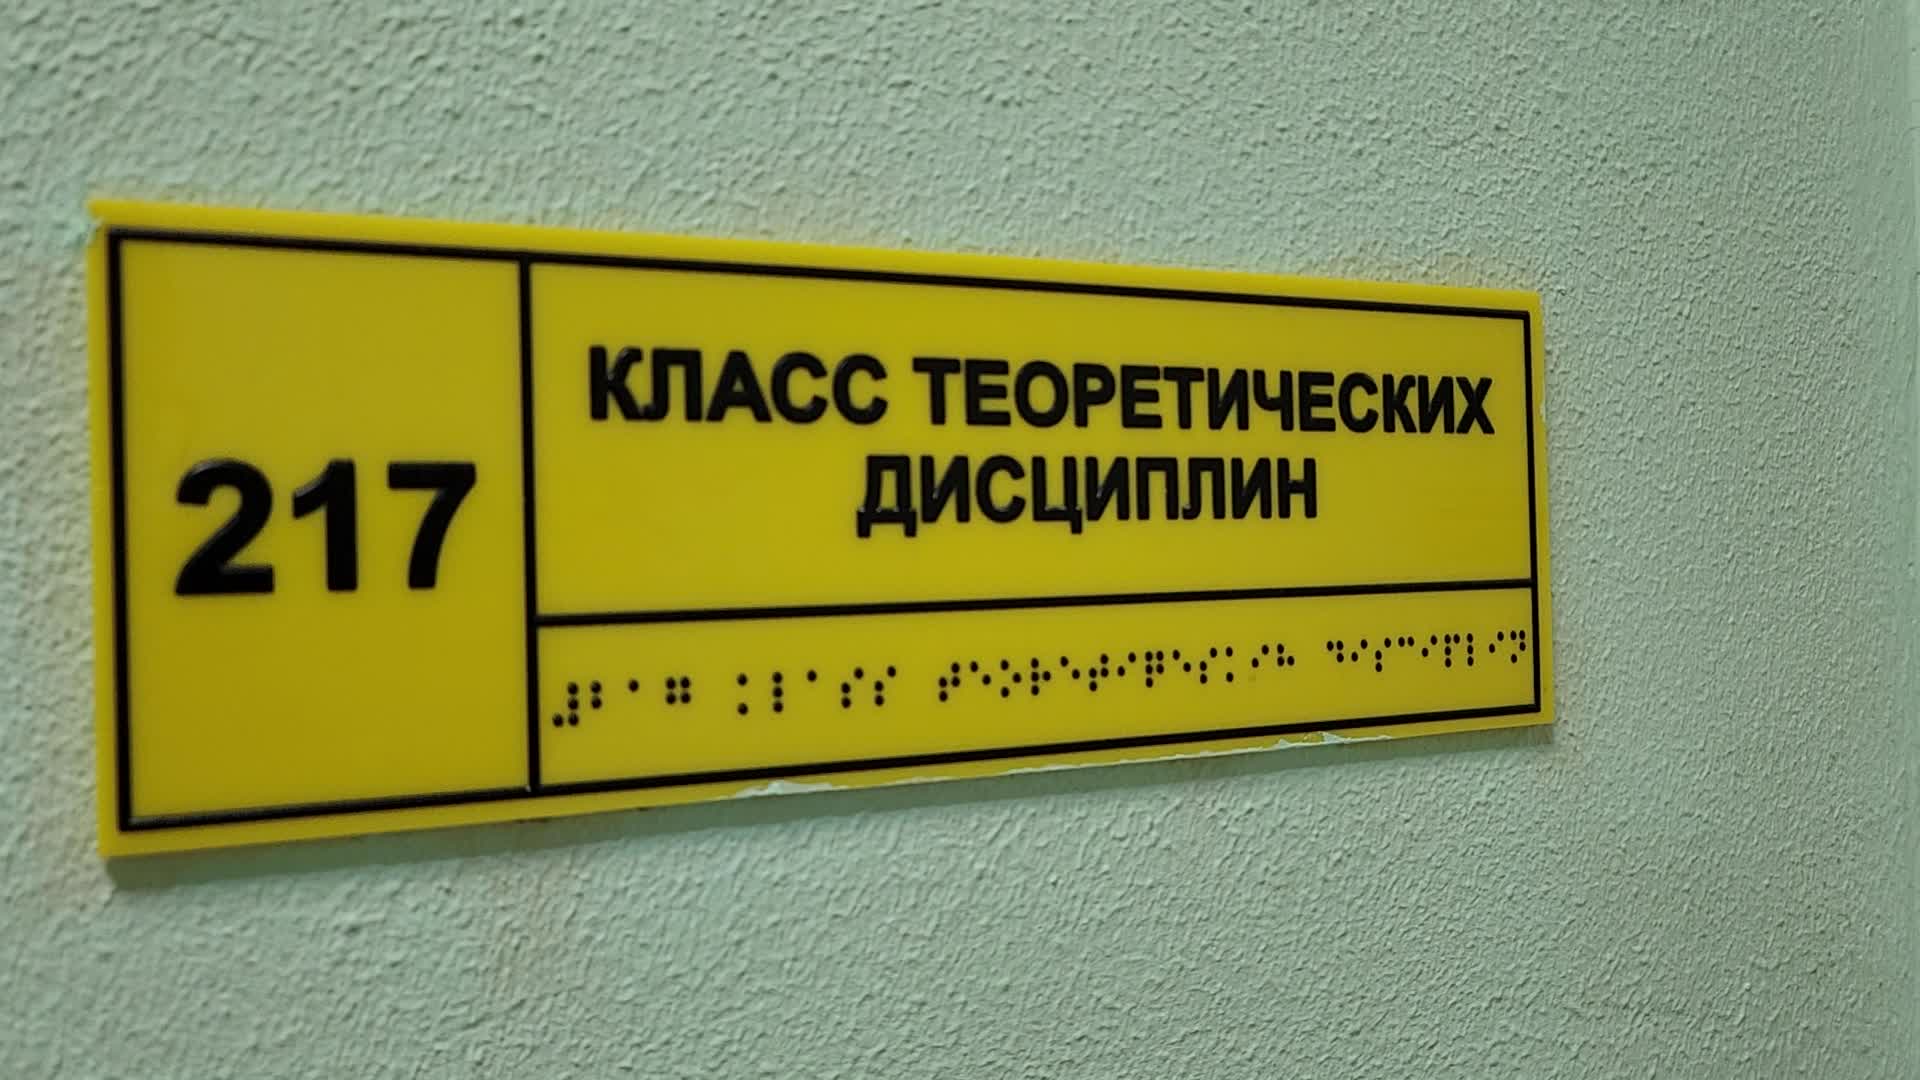 217
КЛАСС ТЕОРЕТИЧЕСКИХ
ДИСЦИПЛИН
⠼⠃⠁⠛ ⠅⠇⠁⠎⠎ ⠞⠑⠕⠗⠑⠞⠊⠟⠑⠎⠅⠊⠓ ⠙⠊⠎⠉⠊⠏⠇⠊⠝